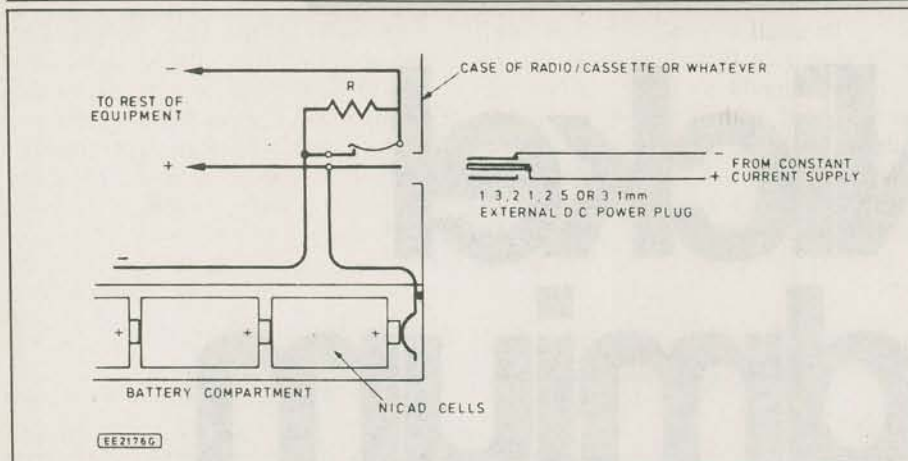 −
TO REST OF
EQUIPMENT
+
R
CASE OF RADIO/CASSETTE OR WHATEVER
−
FROM CONSTANT
+ CURRENT SUPPLY
1 3, 2 1, 2 5 OR 3 1mm
EXTERNAL D C POWER PLUG
−
+
+
+
BATTERY COMPARTMENT
NICAD CELLS
EE2176G